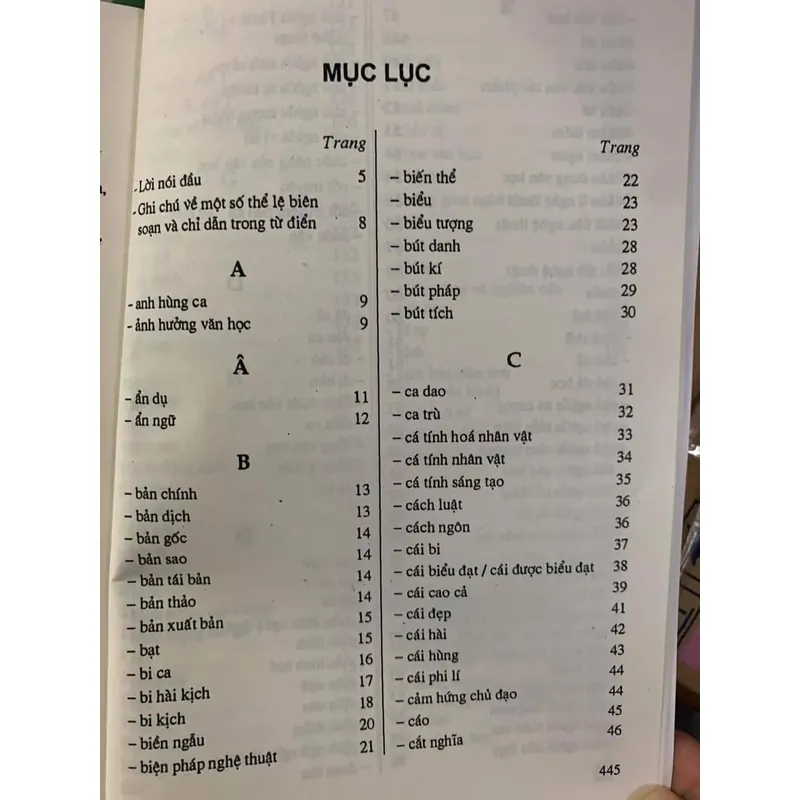 MỤC LỤC
Trang
- Lời nói đầu 5
- Ghi chú về một số thể lệ biên
soạn và chỉ dẫn trong từ điển 8
A
- anh hùng ca 9
- ảnh hưởng văn học 9
Â
- ẩn dụ 11
- ẩn ngữ 12
B
– bản chính 13
– bản dịch 13
– bản gốc 14
– bản sao 14
– bản tái bản 14
– bản thảo 14
– bản xuất bản 15
– bạt 15
– bi ca 16
– bi hài kịch 17
– bi kịch 18
– biền ngẫu 20
– biện pháp nghệ thuật 21
Trang
– biến thể 22
– biểu 23
– biểu tượng 23
– bút danh 28
– bút kí 28
– bút pháp 29
– bút tích 30
C
– ca dao 31
– ca trù 32
– cá tính hoá nhân vật 33
– cá tính nhân vật 34
– cá tính sáng tạo 35
– cách luật 36
– cách ngôn 36
– cái bi 37
– cái biểu đạt / cái được biểu đạt 38
– cái cao cả 39
– cái đẹp 41
– cái hài 42
– cái hùng 43
– cái phi lí 44
– cảm hứng chủ đạo 44
– cáo 45
– cắt nghĩa 46
445